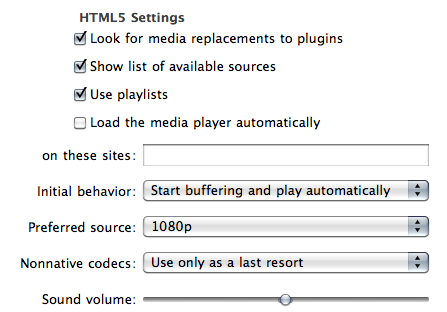 HTML5 Settings
Look for media replacements to plugins
Show list of available sources
Use playlists
Load the media player automatically
on these sites:
Initial behavior: Start buffering and play automatically
Preferred source: 1080p
Nonnative codecs: Use only as a last resort
Sound volume: